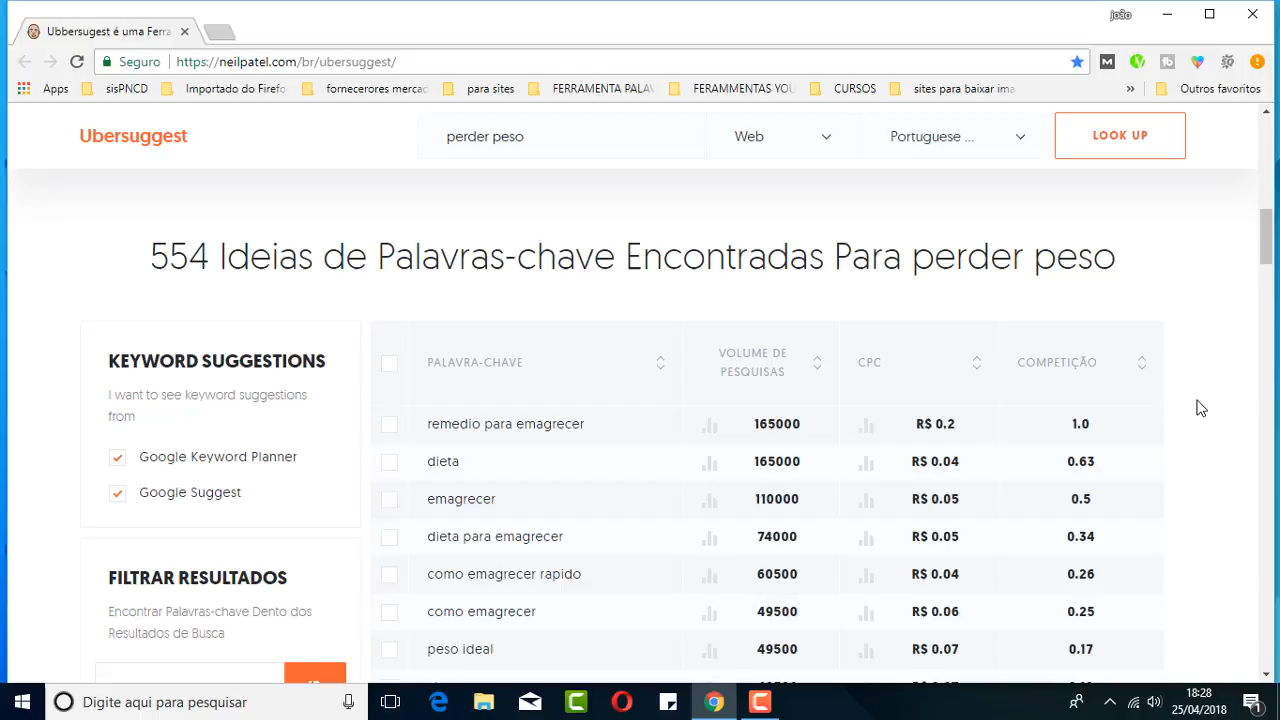 joão
Ubbersugest é uma Ferra
Seguro https://neilpatel.com/br/ubersuggest/
Apps sisPNCD Importado do Firefo fornecerores mercac para sites FERRAMENTA PALAV FERAMMENTAS YOU CURSOS sites para baixar ima » Outros favoritos
Ubersuggest perder peso Web Portuguese ... LOOK UP
554 Ideias de Palavras-chave Encontradas Para perder peso
KEYWORD SUGGESTIONS
I want to see keyword suggestions
from
Google Keyword Planner
Google Suggest
FILTRAR RESULTADOS
Encontrar Palavras-chave Dento dos
Resultados de Busca
PALAVRA-CHAVE VOLUME DE PESQUISAS CPC COMPETIÇÃO
remedio para emagrecer 165000 R$ 0.2 1.0
dieta 165000 R$ 0.04 0.63
emagrecer 110000 R$ 0.05 0.5
dieta para emagrecer 74000 R$ 0.05 0.34
como emagrecer rapido 60500 R$ 0.04 0.26
como emagrecer 49500 R$ 0.06 0.25
peso ideal 49500 R$ 0.07 0.17
Digite aqui para pesquisar
18:28
25/04/2018
1